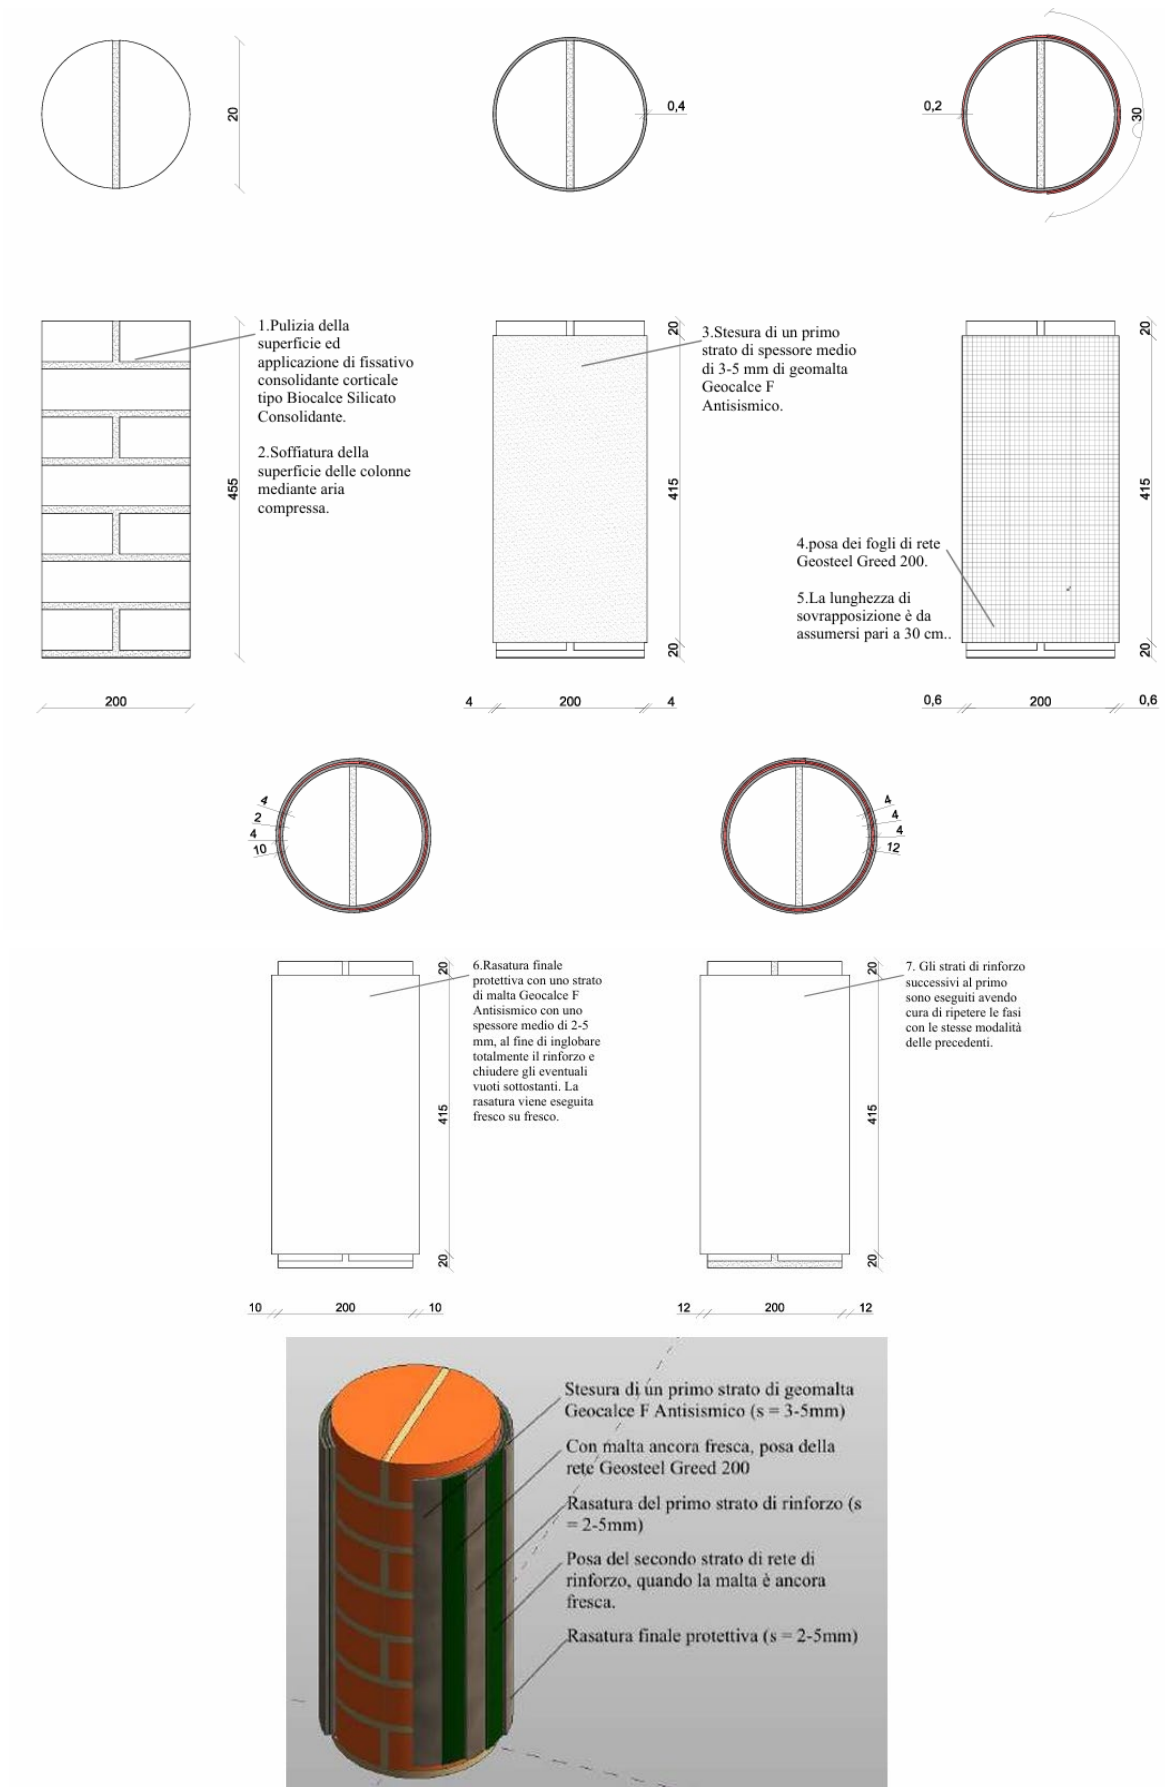 20
0,4
0,2
30
1.Pulizia della
superficie ed
applicazione di fissativo
consolidante corticale
tipo Biocalce Silicato
Consolidante.
2.Soffiatura della
superficie delle colonne
mediante aria
compressa.
455
200
3.Stesura di un primo
strato di spessore medio
di 3-5 mm di geomalta
Geocalce F
Antisismico.
20
415
20
4
200
4
4.posa dei fogli di rete
Geosteel Greed 200.
5.La lunghezza di
sovrapposizione è da
assumersi pari a 30 cm..
20
415
20
0,6
200
0,6
4
2
4
10
4
4
4
12
6.Rasatura finale
protettiva con uno strato
di malta Geocalce F
Antisismico con uno
spessore medio di 2-5
mm, al fine di inglobare
totalmente il rinforzo e
chiudere gli eventuali
vuoti sottostanti. La
rasatura viene eseguita
fresco su fresco.
20
415
20
10
200
10
7. Gli strati di rinforzo
successivi al primo
sono eseguiti avendo
cura di ripetere le fasi
con le stesse modalità
delle precedenti.
20
415
20
12
200
12
Stesura di un primo strato di geomalta
Geocalce F Antisismico (s = 3-5mm)
Con malta ancora fresca, posa della
rete Geosteel Greed 200
Rasatura del primo strato di rinforzo (s
= 2-5mm)
Posa del secondo strato di rete di
rinforzo, quando la malta è ancora
fresca.
Rasatura finale protettiva (s = 2-5mm)